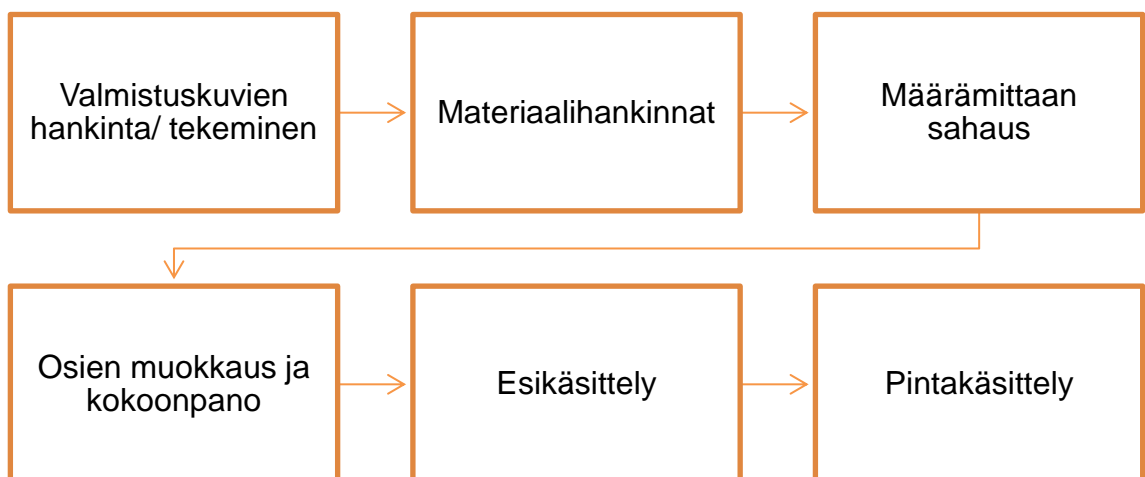 Valmistuskuvien
hankinta/ tekeminen
Materiaalihankinnat
Määrämittaan
sahaus
Osien muokkaus ja
kokoonpano
Esikäsittely
Pintakäsittely